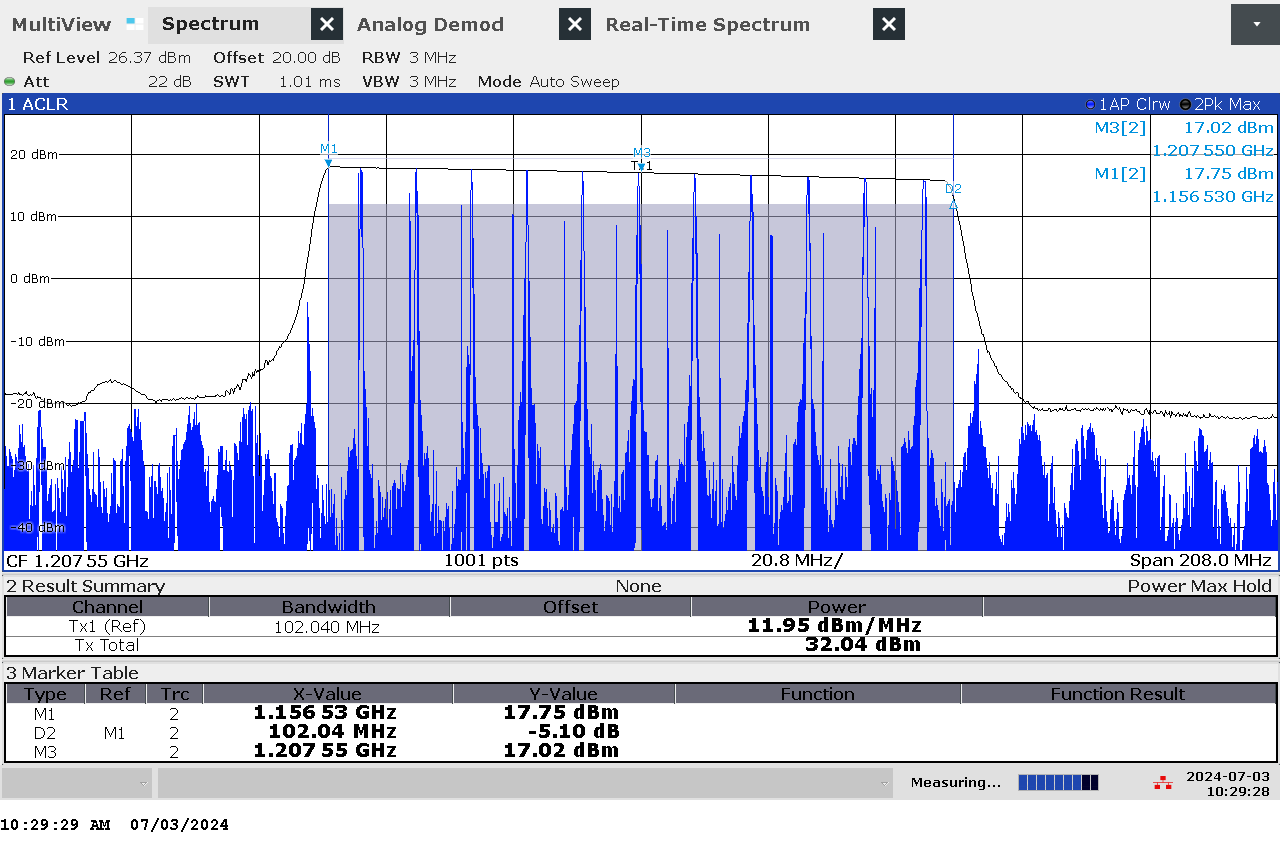 MultiView Spectrum Analog Demod Real-Time Spectrum
Ref Level 26.37 dBm Offset 20.00 dB RBW 3 MHz
Att 22 dB SWT 1.01 ms VBW 3 MHz Mode Auto Sweep
1 ACLR 1AP Clrw 2Pk Max
M3[2] 17.02 dBm
1.207 550 GHz
M1[2] 17.75 dBm
1.156 530 GHz
M1
M3
Tx1
D2
20 dBm
10 dBm
0 dBm
-10 dBm
-20 dBm
-30 dBm
-40 dBm
CF 1.207 55 GHz 1001 pts 20.8 MHz/ Span 208.0 MHz
2 Result Summary None Power Max Hold
Channel Bandwidth Offset Power
Tx1 (Ref) 102.040 MHz 11.95 dBm/MHz
Tx Total 32.04 dBm
3 Marker Table
Type Ref Trc X-Value Y-Value Function Function Result
M1 2 1.156 53 GHz 17.75 dBm
D2 M1 2 102.04 MHz -5.10 dB
M3 2 1.207 55 GHz 17.02 dBm
Measuring... 2024-07-03
10:29:28
10:29:29 AM 07/03/2024